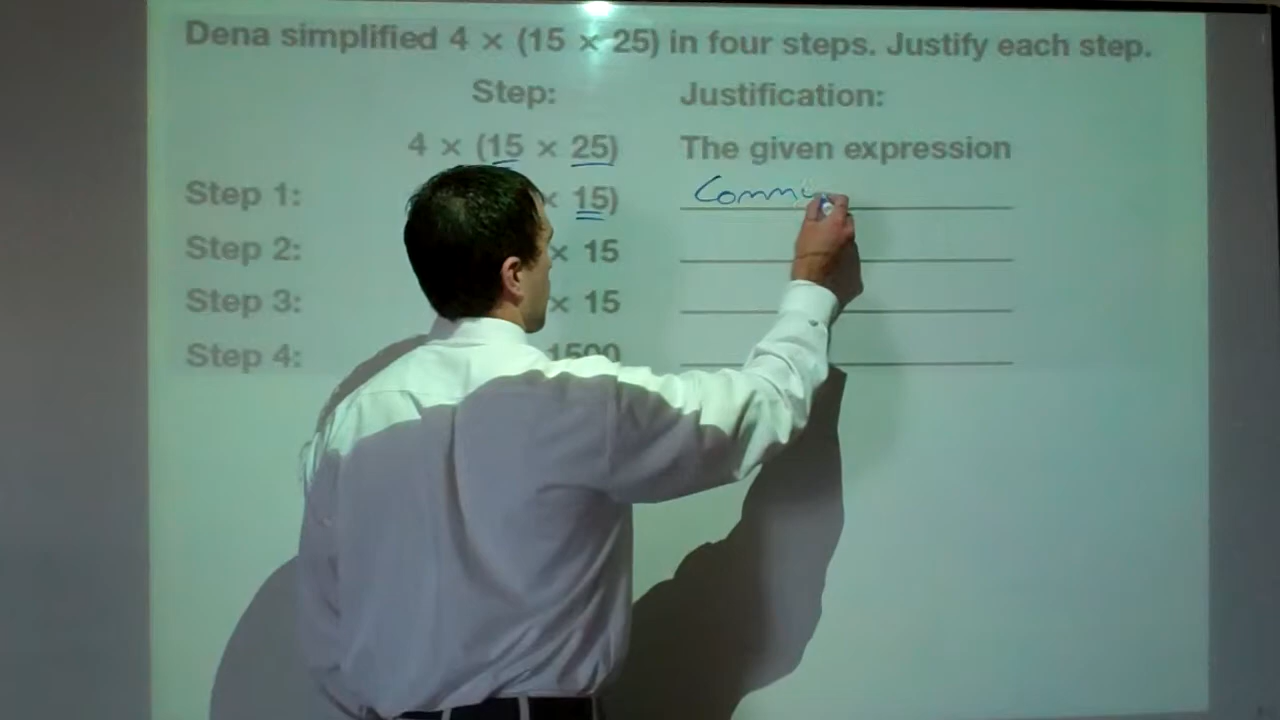 Dena simplified 4 × (15 × 25) in four steps. Justify each step.
Step: Justification:
4 × (15 × 25) The given expression
Step 1: × 15) Comm
Step 2: × 15
Step 3: × 15
Step 4: 1500